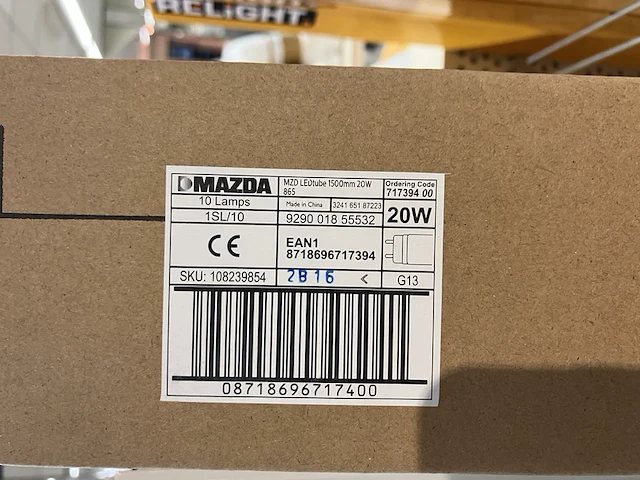 RELIGHT
MAZDA
MZD LEDtube 1500mm 20W
865
Ordering Code
717394 00
10 Lamps
Made in China
3241 651 87223
1SL/10
9290 018 55532
20W
CE
EAN1
8718696717394
SKU: 108239854
2B16 <
G13
08718696717400